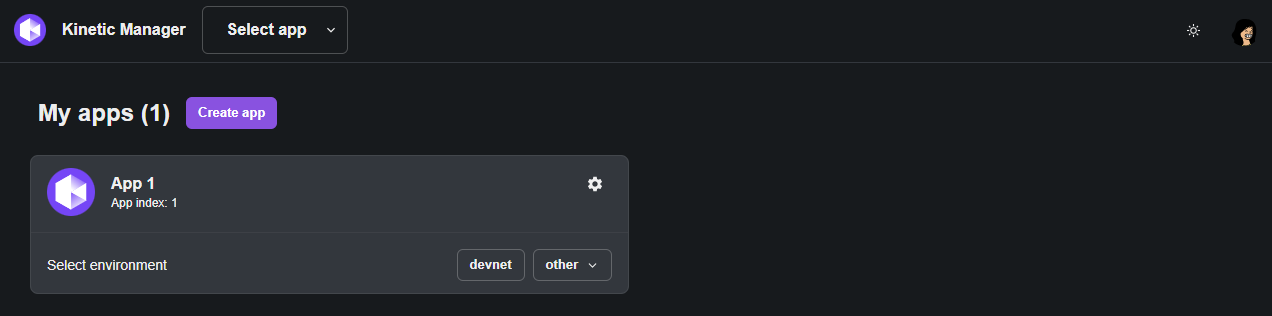 Kinetic Manager Select app
My apps (1) Create app
App 1
App index: 1
Select environment devnet other